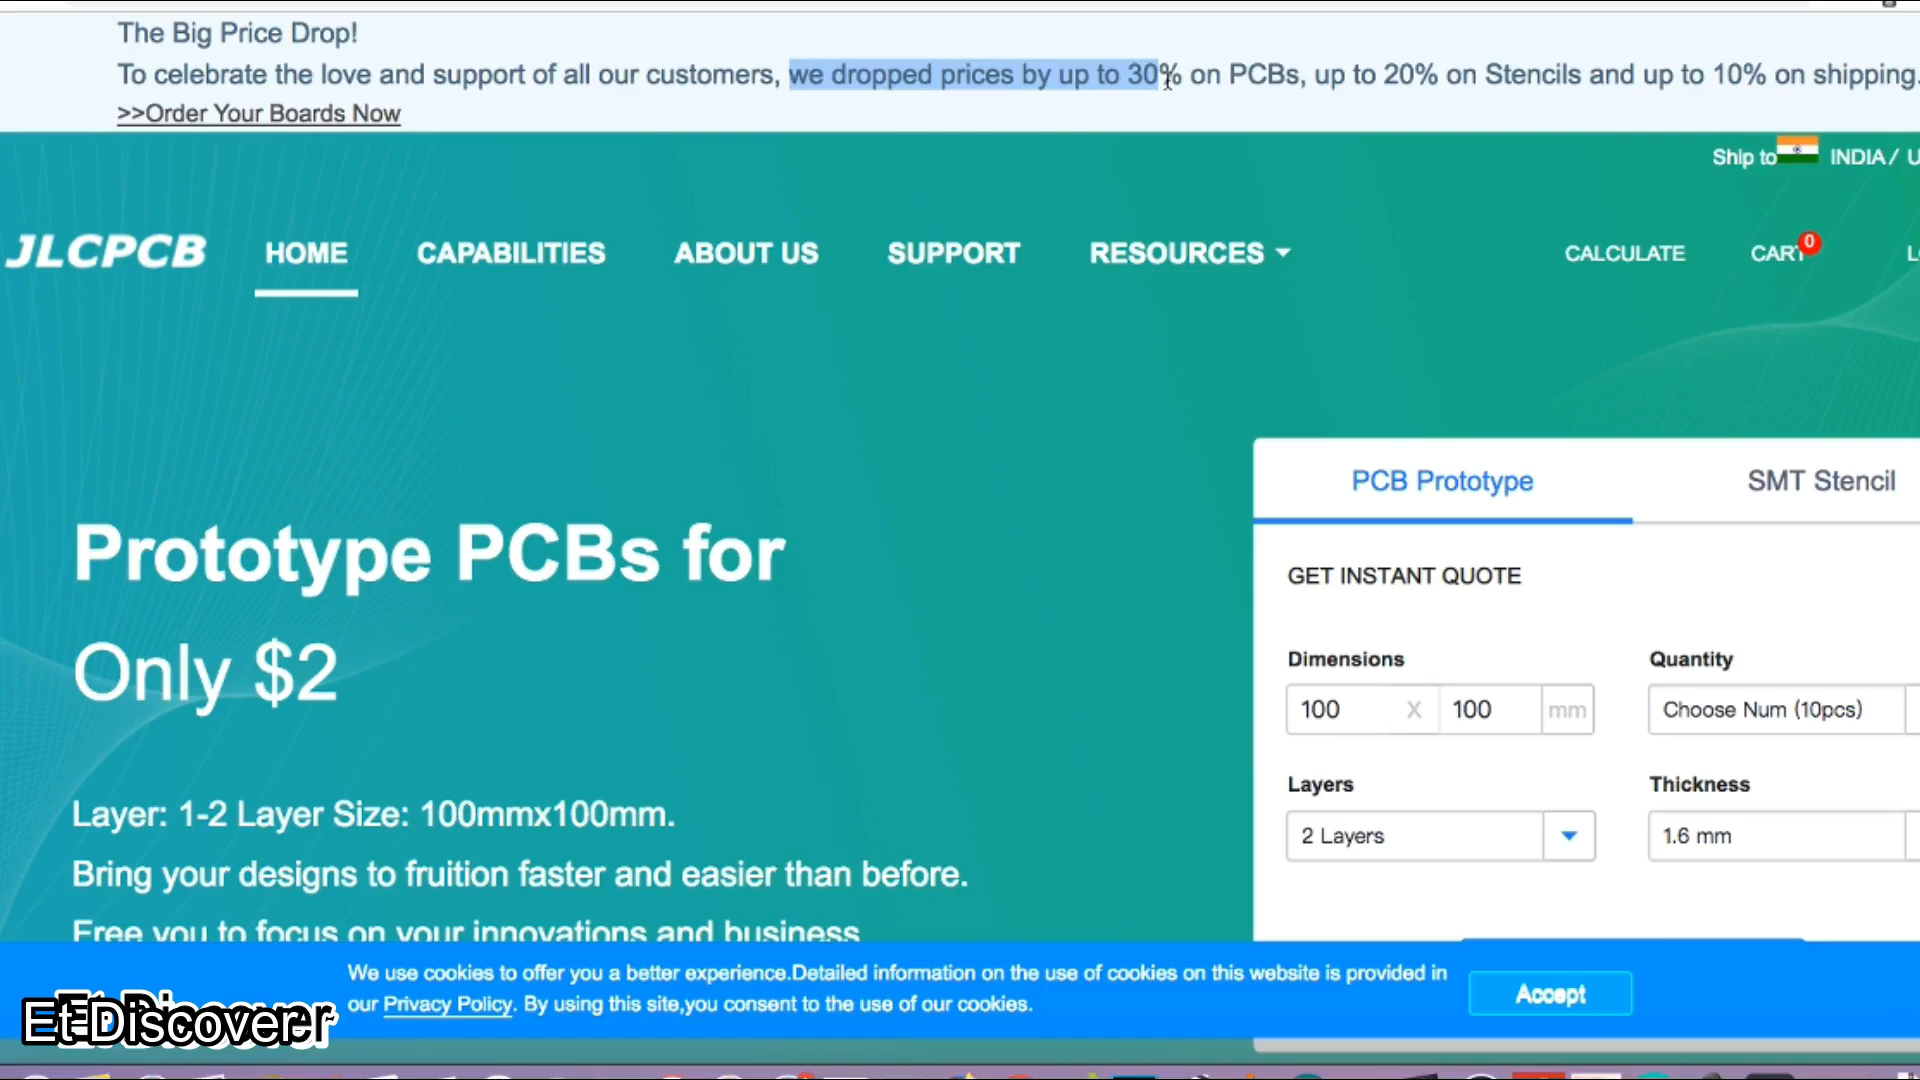 The Big Price Drop!
To celebrate the love and support of all our customers, we dropped prices by up to 30% on PCBs, up to 20% on Stencils and up to 10% on shipping.
>>Order Your Boards Now
Ship to INDIA /
JLCPCB HOME CAPABILITIES ABOUT US SUPPORT RESOURCES CALCULATE CART 0
PCB Prototype SMT Stencil
Prototype PCBs for
Only $2
GET INSTANT QUOTE
Dimensions Quantity
100 X 100 mm Choose Num (10pcs)
Layers Thickness
2 Layers 1.6 mm
Layer: 1-2 Layer Size: 100mmx100mm.
Bring your designs to fruition faster and easier than before.
Free you to focus on your innovations and business
We use cookies to offer you a better experience.Detailed information on the use of cookies on this website is provided in
our Privacy Policy. By using this site,you consent to the use of our cookies.
Accept
Et Discover